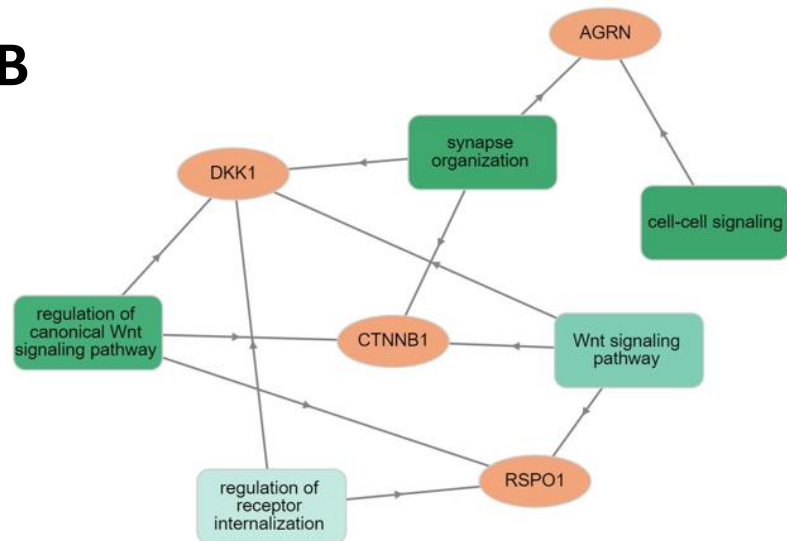 B
AGRN
synapse
organization
DKK1
cell-cell signaling
regulation of
canonical Wnt
signaling pathway
CTNNB1
Wnt signaling
pathway
RSPO1
regulation of
receptor
internalization